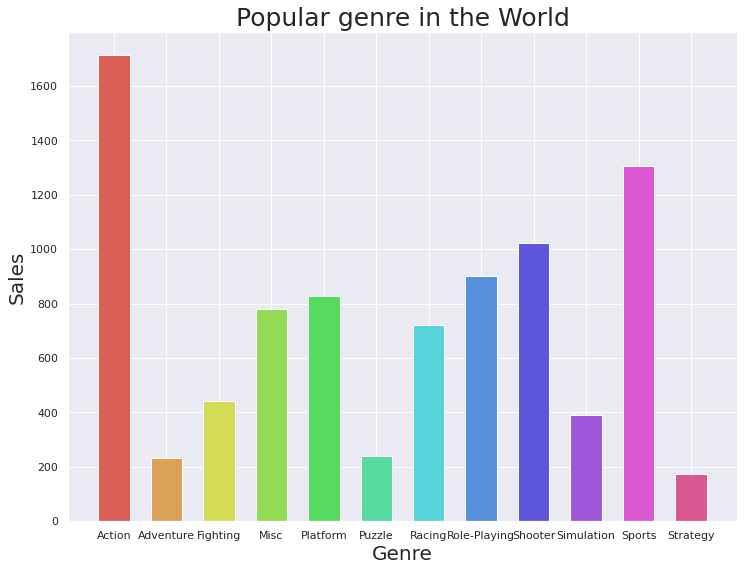 Popular genre in the World
Sales
1600
1400
1200
1000
800
600
400
200
0
Action Adventure Fighting Misc Platform Puzzle Racing Role-Playing Shooter Simulation Sports Strategy
Genre